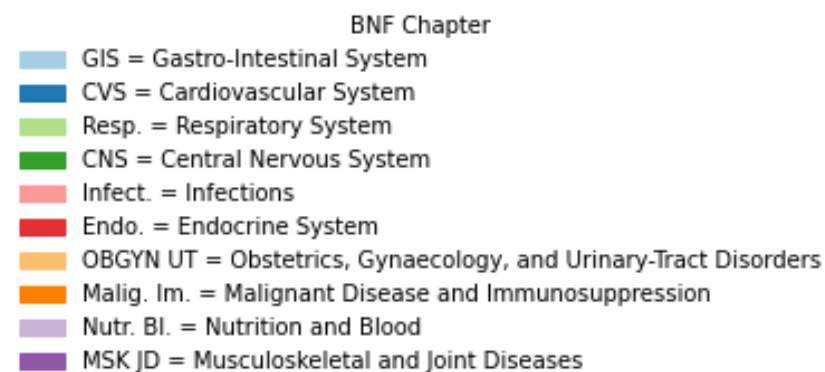 BNF Chapter
GIS = Gastro-Intestinal System
CVS = Cardiovascular System
Resp. = Respiratory System
CNS = Central Nervous System
Infect. = Infections
Endo. = Endocrine System
OBGYN UT = Obstetrics, Gynaecology, and Urinary-Tract Disorders
Malig. Im. = Malignant Disease and Immunosuppression
Nutr. Bl. = Nutrition and Blood
MSK JD = Musculoskeletal and Joint Diseases